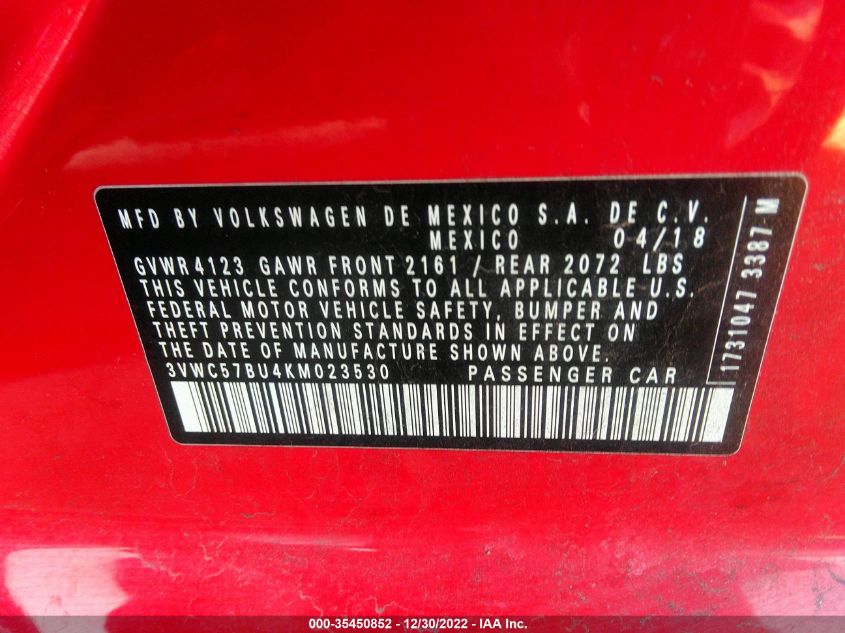 MFD BY VOLKSWAGEN DE MEXICO S.A. DE C.V.
MEXICO 04/18
GVWR 4123 GAWR FRONT 2161 / REAR 2072 LBS
THIS VEHICLE CONFORMS TO ALL APPLICABLE U.S.
FEDERAL MOTOR VEHICLE SAFETY, BUMPER AND
THEFT PREVENTION STANDARDS IN EFFECT ON
THE DATE OF MANUFACTURE SHOWN ABOVE.
3VWC57BU4KM023530 PASSENGER CAR
1731047 3387 M
000-35450852 - 12/30/2022 - IAA Inc.